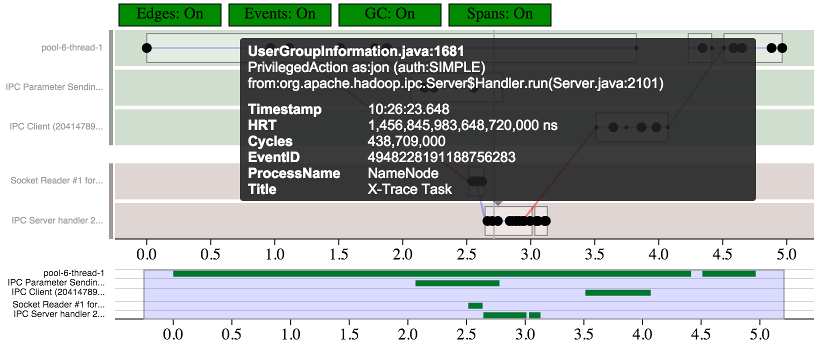 Edges: On Events: On GC: On Spans: On
pool-6-thread-1
IPC Parameter Sendin...
IPC Client (20414789...
Socket Reader #1 for...
IPC Server handler 2...
UserGroupInformation.java:1681
PrivilegedAction as:jon (auth:SIMPLE)
from:org.apache.hadoop.ipc.Server$Handler.run(Server.java:2101)
Timestamp 10:26:23.648
HRT 1,456,845,983,648,720,000 ns
Cycles 438,709,000
EventID 4948228191188756283
ProcessName NameNode
Title X-Trace Task
0.0 0.5 1.0 1.5 2.0 2.5 3.0 3.5 4.0 4.5 5.0
pool-6-thread-1
IPC Parameter Sendin...
IPC Client (20414789...
Socket Reader #1 for...
IPC Server handler 2...
0.0 0.5 1.0 1.5 2.0 2.5 3.0 3.5 4.0 4.5 5.0